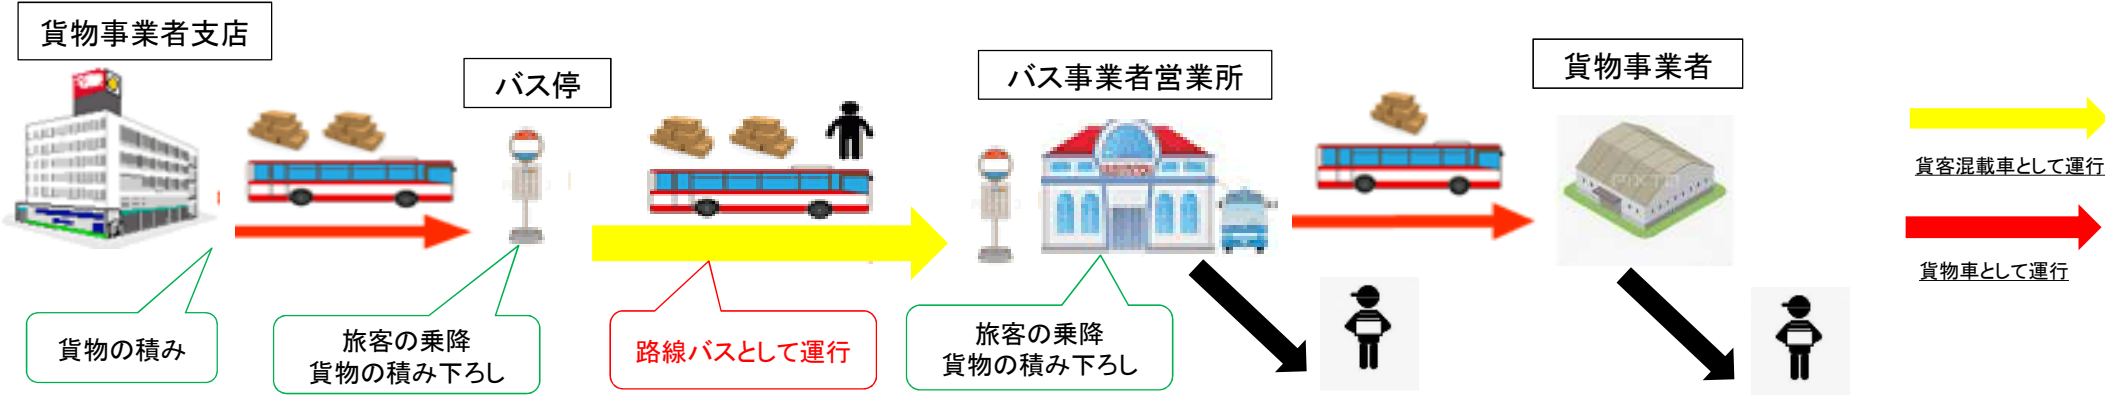 貨物事業者支店
バス停
バス事業者営業所
貨物事業者
貨客混載車として運行
貨物車として運行
貨物の積み
旅客の乗降
貨物の積み下ろし
路線バスとして運行
旅客の乗降
貨物の積み下ろし
PIXTA